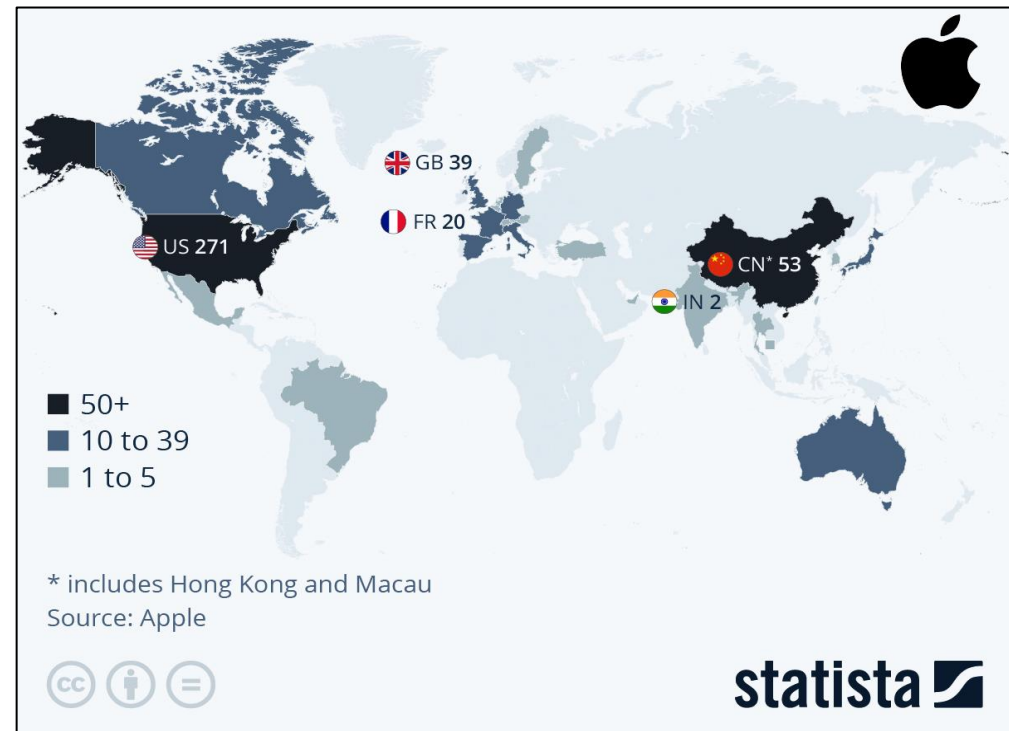 GB 39
FR 20
US 271
CN* 53
IN 2
50+
10 to 39
1 to 5
* includes Hong Kong and Macau
Source: Apple
cc
=
statista